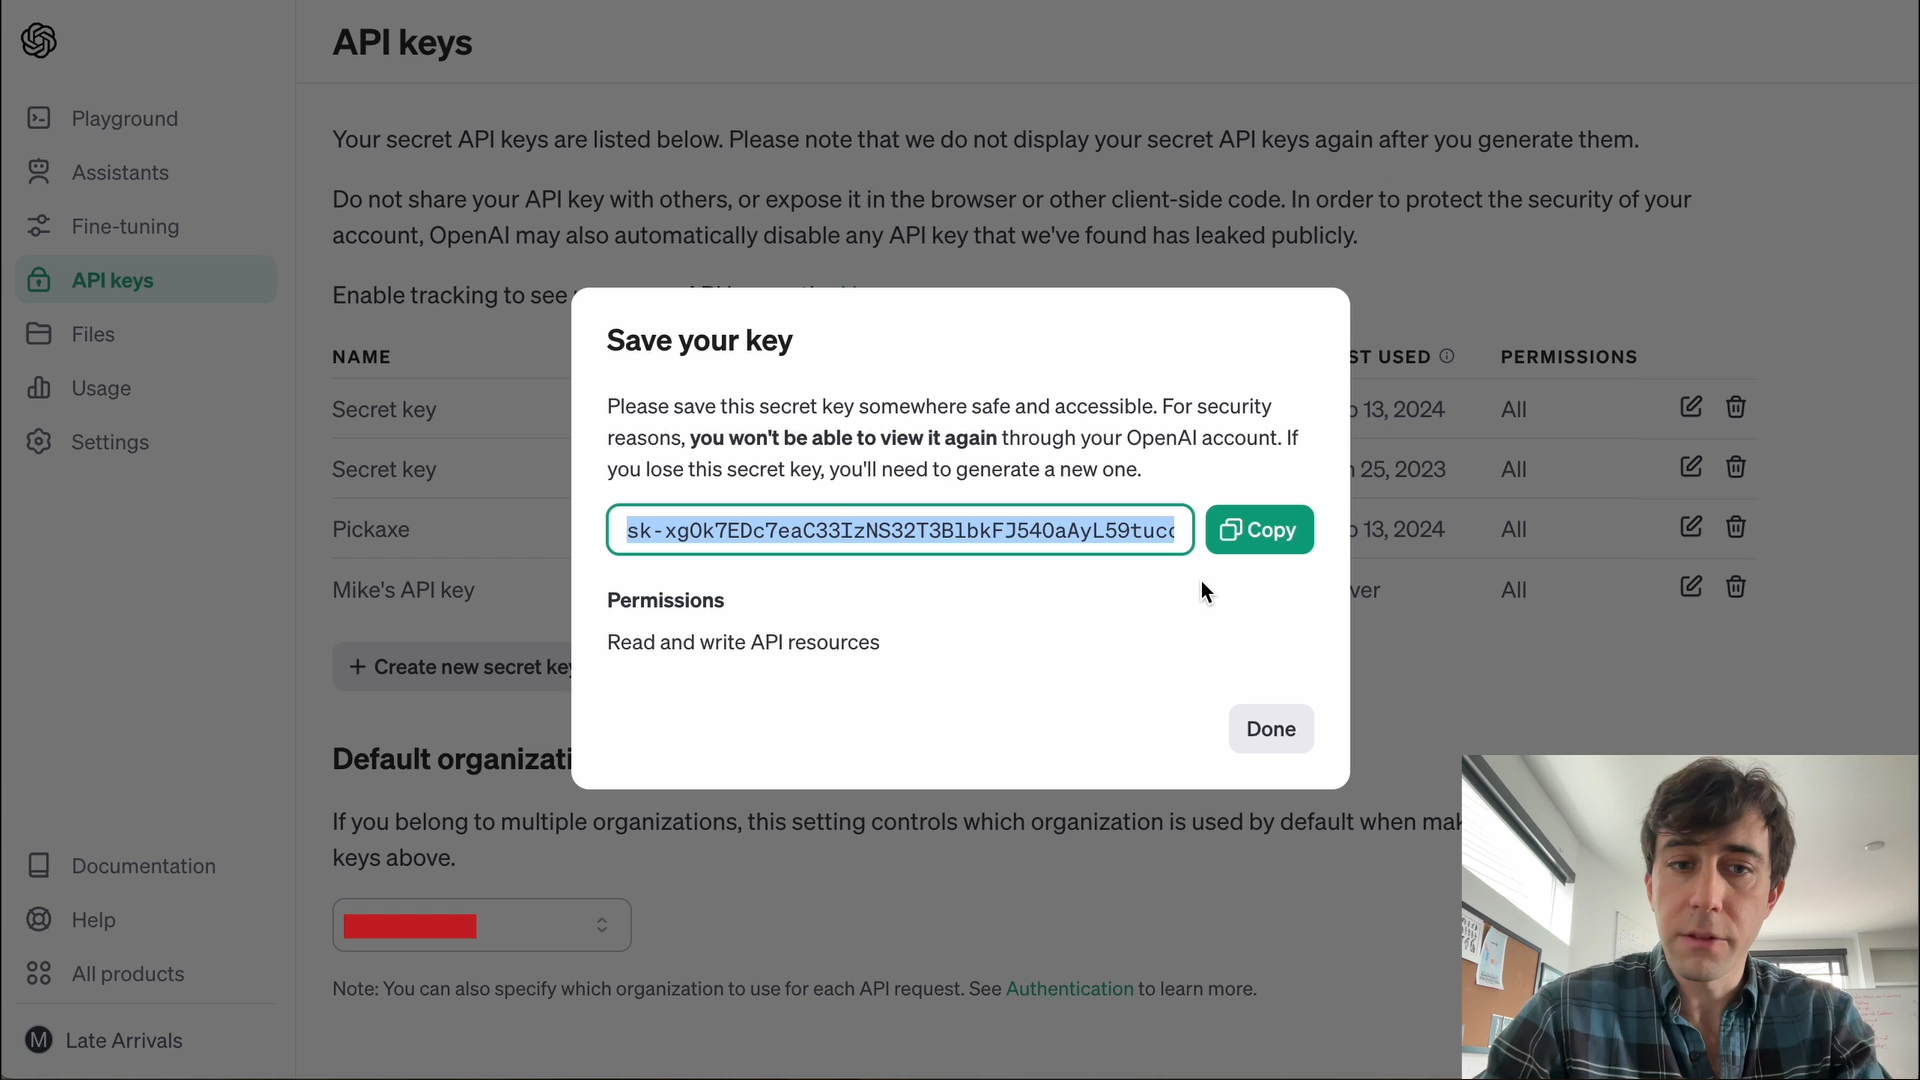 API keys
Playground
Assistants
Fine-tuning
API keys
Files
Usage
Settings
Documentation
Help
All products
M
Late Arrivals
Your secret API keys are listed below. Please note that we do not display your secret API keys again after you generate them.
Do not share your API key with others, or expose it in the browser or other client-side code. In order to protect the security of your
account, OpenAI may also automatically disable any API key that we've found has leaked publicly.
Enable tracking to see
NAME
ST USED
PERMISSIONS
Secret key 13, 2024 All
Secret key 25, 2023 All
Pickaxe 13, 2024 All
Mike's API key ver All
+ Create new secret key
Save your key
Please save this secret key somewhere safe and accessible. For security
reasons, you won't be able to view it again through your OpenAI account. If
you lose this secret key, you'll need to generate a new one.
[secret key omitted] Copy
Permissions
Read and write API resources
Done
Default organizati
If you belong to multiple organizations, this setting controls which organization is used by default when mak
keys above.
Note: You can also specify which organization to use for each API request. See Authentication to learn more.